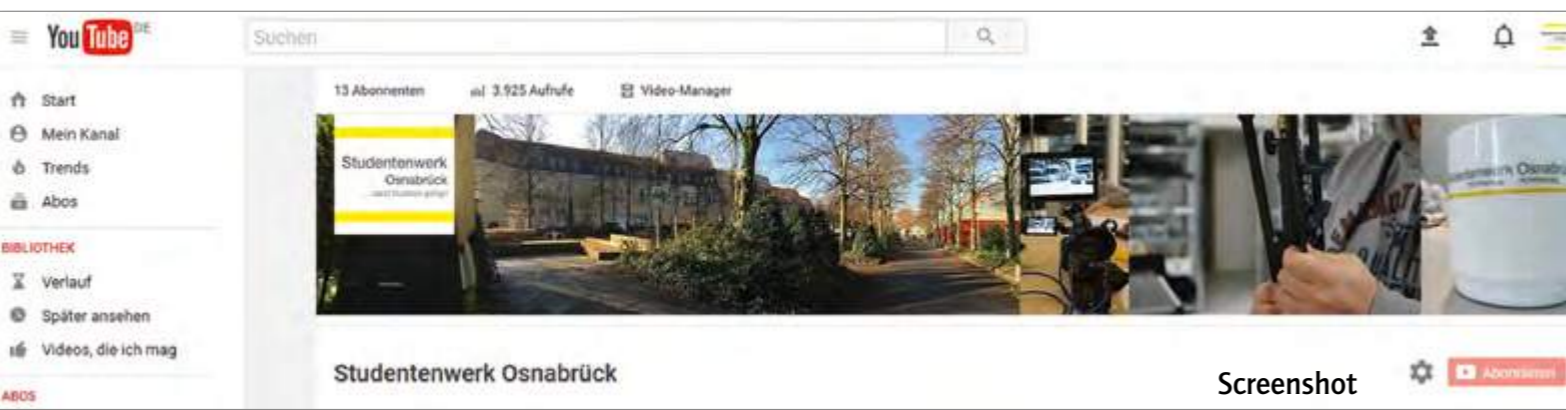 YouTube DE
Suchen
Start
Mein Kanal
Trends
Abos
BIBLIOTHEK
Verlauf
Später ansehen
Videos, die ich mag
ABOS
13 Abonnenten
3.925 Aufrufe
Video-Manager
Studentenwerk
Osnabrück
Studentenwerk Osnabrück
Screenshot
Abonnieren